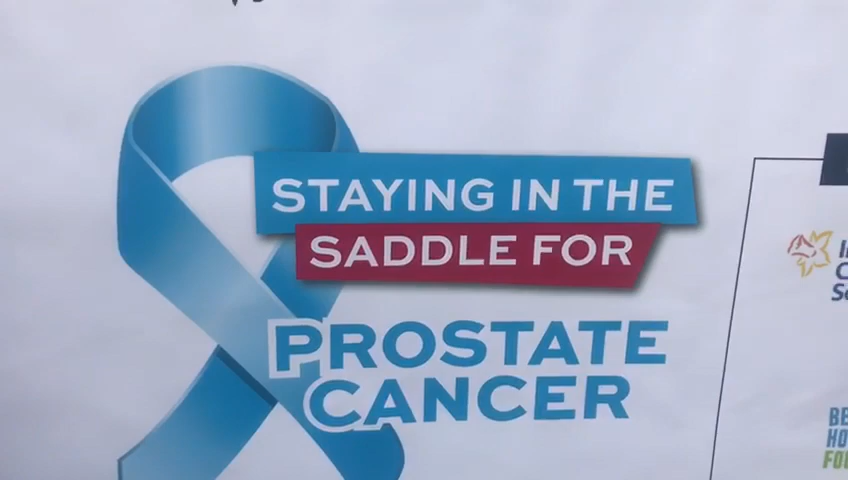 STAYING IN THE
SADDLE FOR
PROSTATE
CANCER